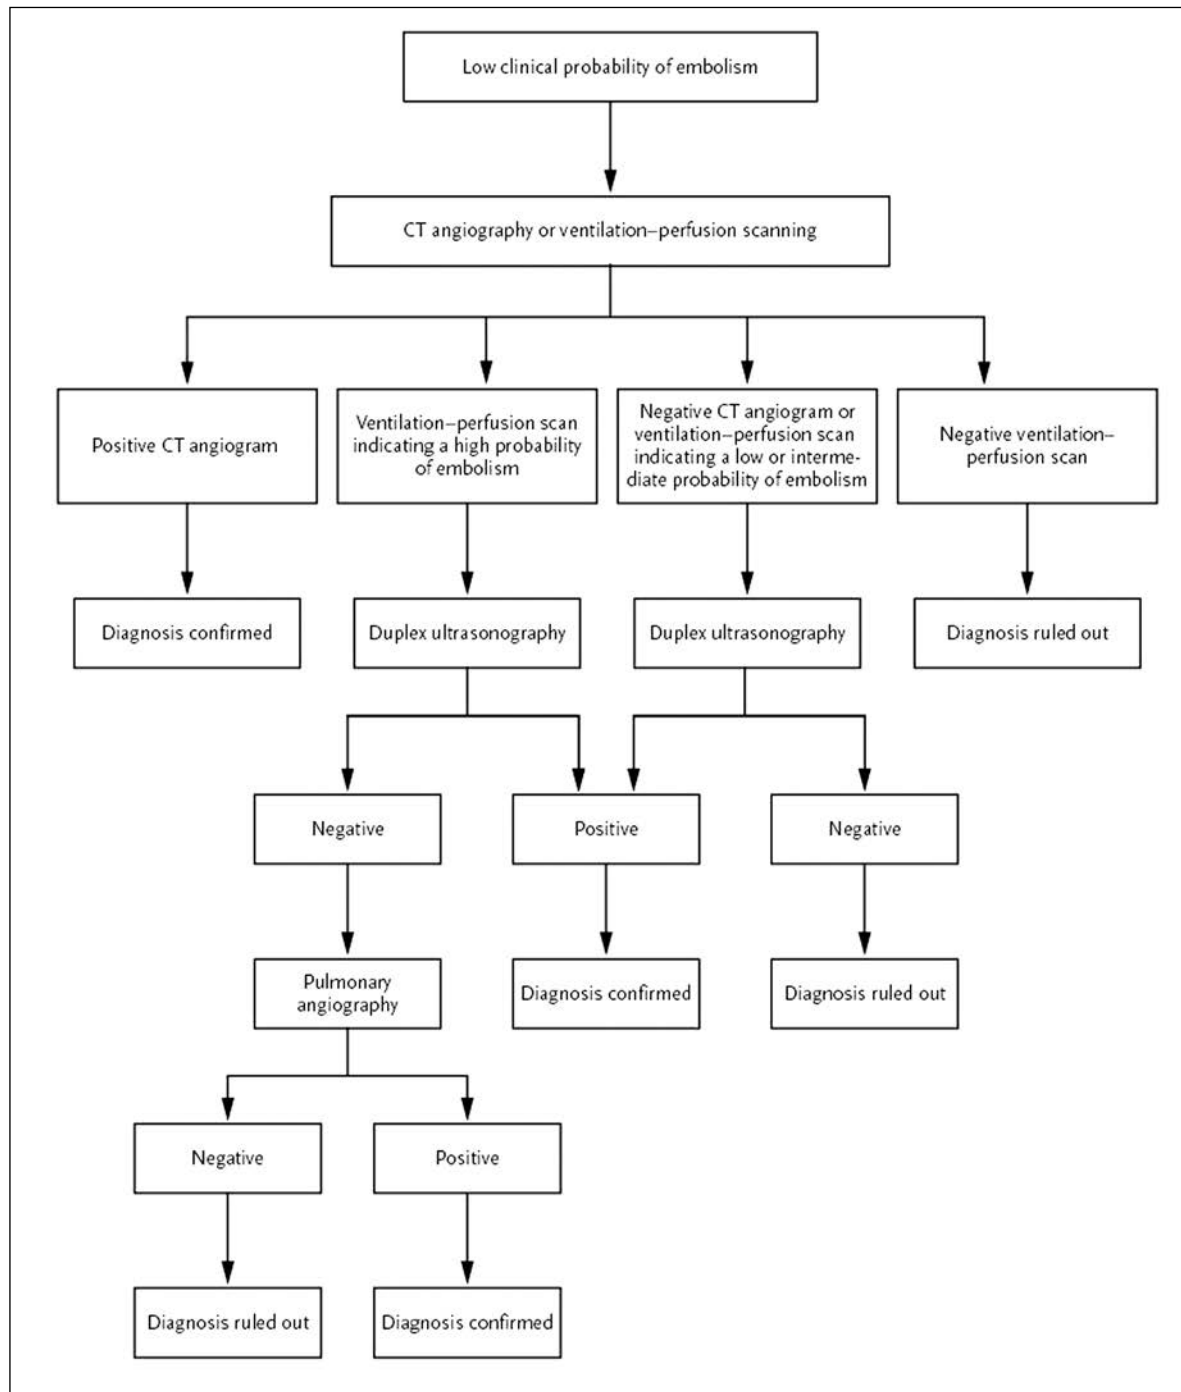 Low clinical probability of embolism
CT angiography or ventilation–perfusion scanning
Positive CT angiogram
Ventilation–perfusion scan
indicating a high probability
of embolism
Negative CT angiogram or
ventilation–perfusion scan
indicating a low or interme-
diate probability of embolism
Negative ventilation–
perfusion scan
Diagnosis confirmed
Duplex ultrasonography
Duplex ultrasonography
Diagnosis ruled out
Negative
Positive
Negative
Pulmonary
angiography
Diagnosis confirmed
Diagnosis ruled out
Negative
Positive
Diagnosis ruled out
Diagnosis confirmed